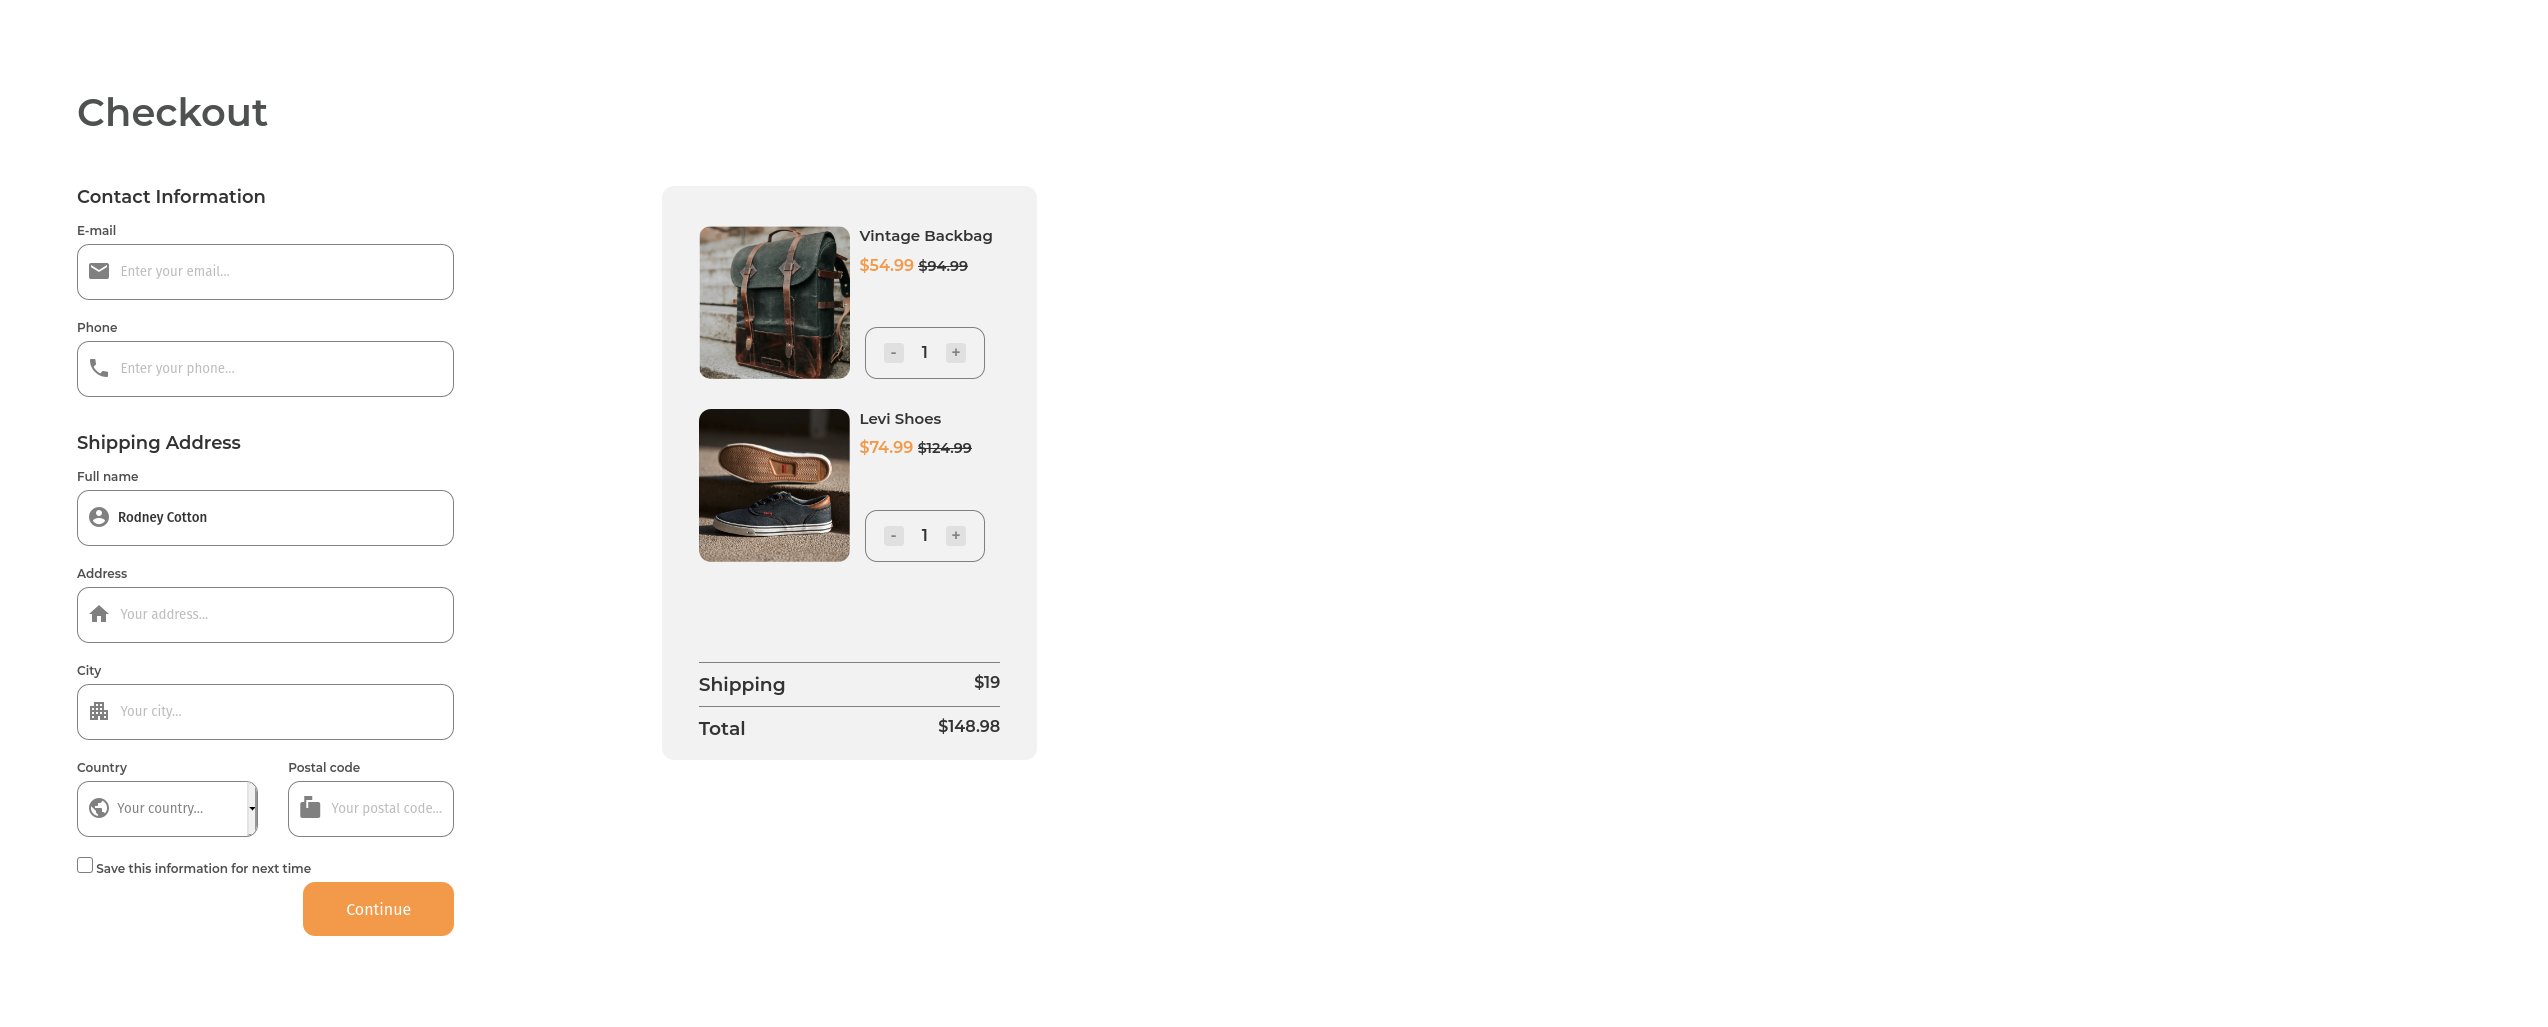 Checkout
Contact Information
E-mail
Enter your email...
Phone
Enter your phone...
Shipping Address
Full name
Rodney Cotton
Address
Your address...
City
Your city...
Country
Your country...
Postal code
Your postal code...
Save this information for next time
Continue
Vintage Backbag
$54.99 $94.99
- 1 +
Levi Shoes
$74.99 $124.99
- 1 +
Shipping $19
Total $148.98